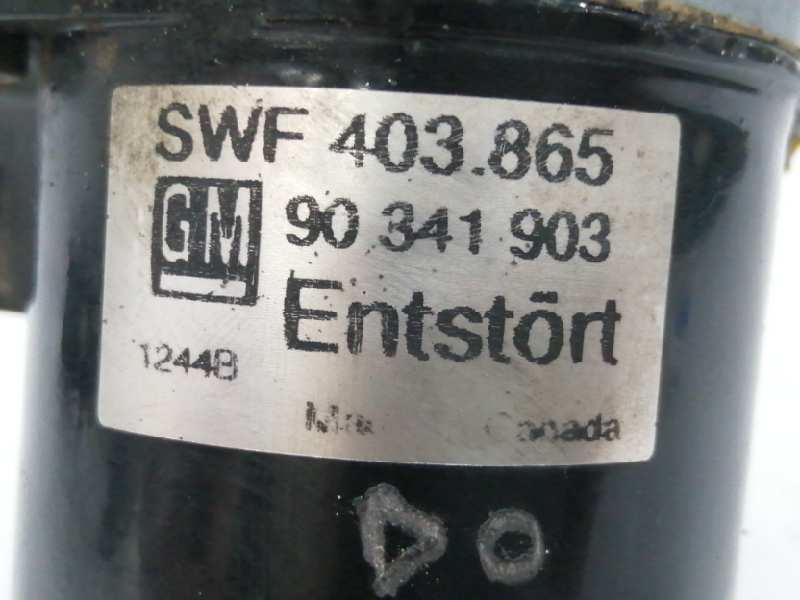 SWF 403.865
GM 90 341 903
Entstört
1244B
Canada